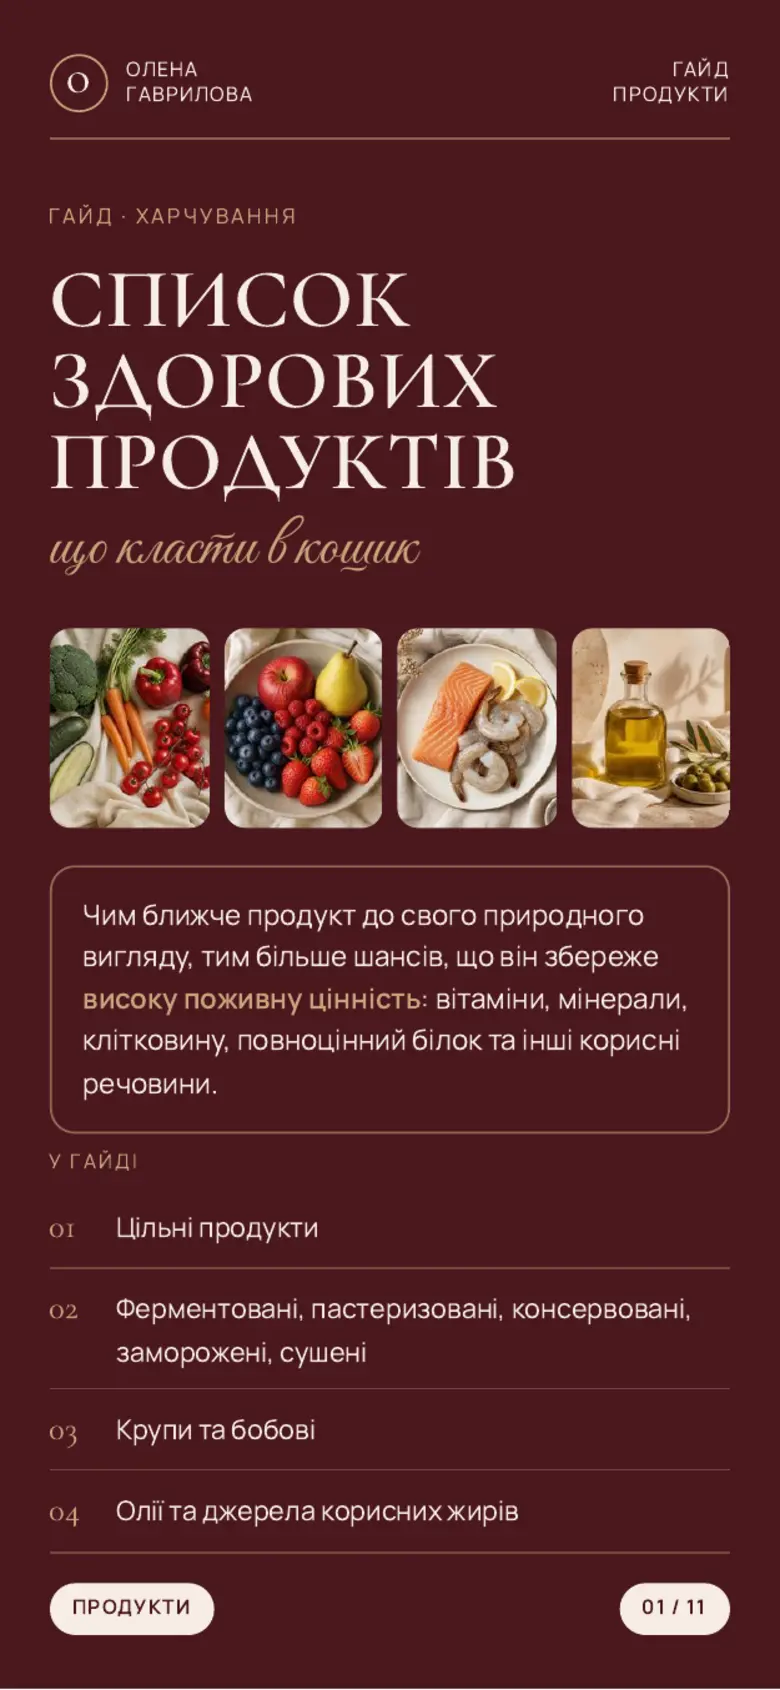 О
ОЛЕНА
ГАВРИЛОВА
ГАЙД
ПРОДУКТИ
ГАЙД · ХАРЧУВАННЯ
СПИСОК
ЗДОРОВИХ
ПРОДУКТІВ
що класти в кошик
Чим ближче продукт до свого природного
вигляду, тим більше шансів, що він збереже
високу поживну цінність: вітаміни, мінерали,
клітковину, повноцінний білок та інші корисні
речовини.
У ГАЙДІ
01 Цільні продукти
02 Ферментовані, пастеризовані, консервовані,
заморожені, сушені
03 Крупи та бобові
04 Олії та джерела корисних жирів
ПРОДУКТИ
01 / 11